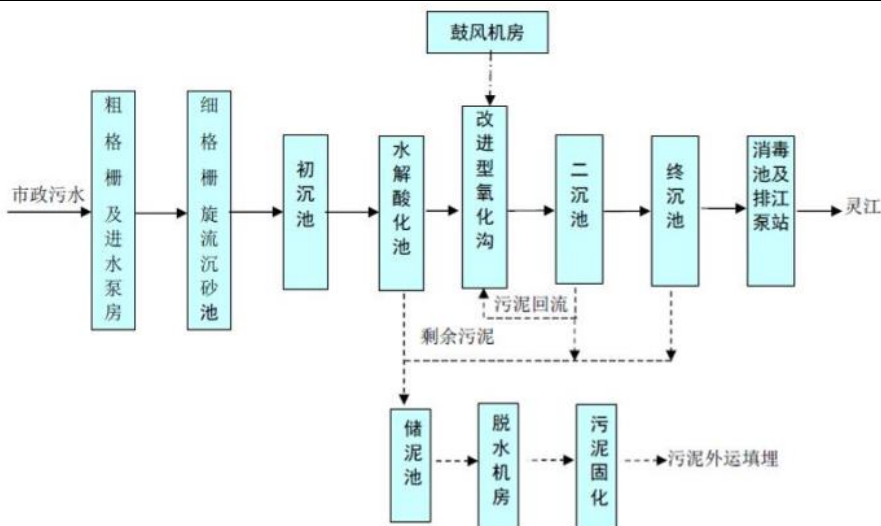 鼓风机房
市政污水
粗格栅及进水泵房
细格栅旋流沉砂池
初沉池
水解酸化池
改进型氧化沟
二沉池
终沉池
消毒池及排江泵站
灵江
污泥回流
剩余污泥
储泥池
脱水机房
污泥固化
污泥外运填埋